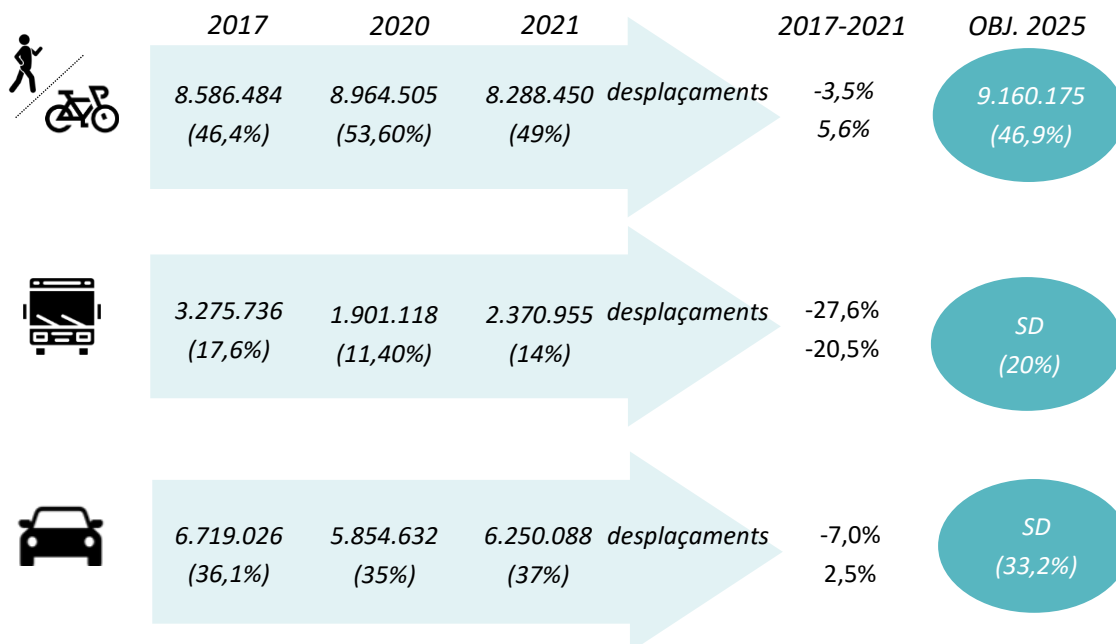 2017 2020 2021 2017-2021 OBJ. 2025
8.586.484 8.964.505 8.288.450 desplaçaments -3,5% 9.160.175
(46,4%) (53,60%) (49%) 5,6% (46,9%)
3.275.736 1.901.118 2.370.955 desplaçaments -27,6% SD
(17,6%) (11,40%) (14%) -20,5% (20%)
6.719.026 5.854.632 6.250.088 desplaçaments -7,0% SD
(36,1%) (35%) (37%) 2,5% (33,2%)